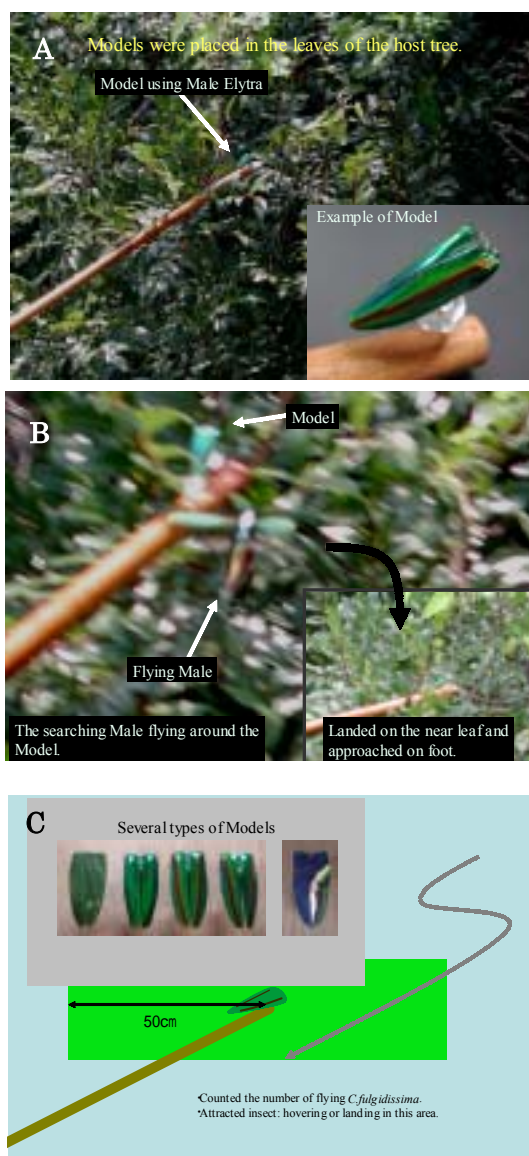 A
Models were placed in the leaves of the host tree.
Model using Male Elytra
Example of Model
B
Model
Flying Male
The searching Male flying around the
Model.
Landed on the near leaf and
approached on foot.
C
Several types of Models
50cm
•Counted the number of flying C.fulgidissima.
•Attracted insect: hovering or landing in this area.